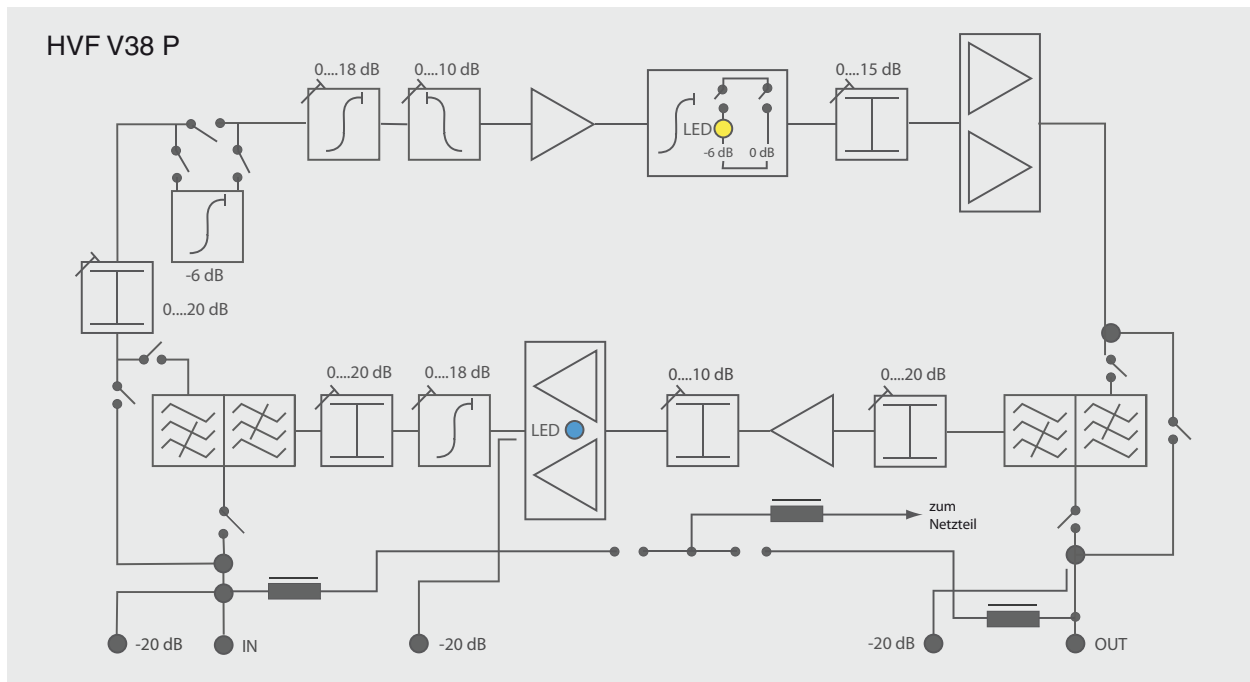 HVF V38 P
0....18 dB
0....10 dB
0....15 dB
LED
-6 dB
0 dB
-6 dB
0....20 dB
0....20 dB
0....18 dB
0....10 dB
0....20 dB
LED
zum
Netzteil
-20 dB
IN
-20 dB
-20 dB
OUT